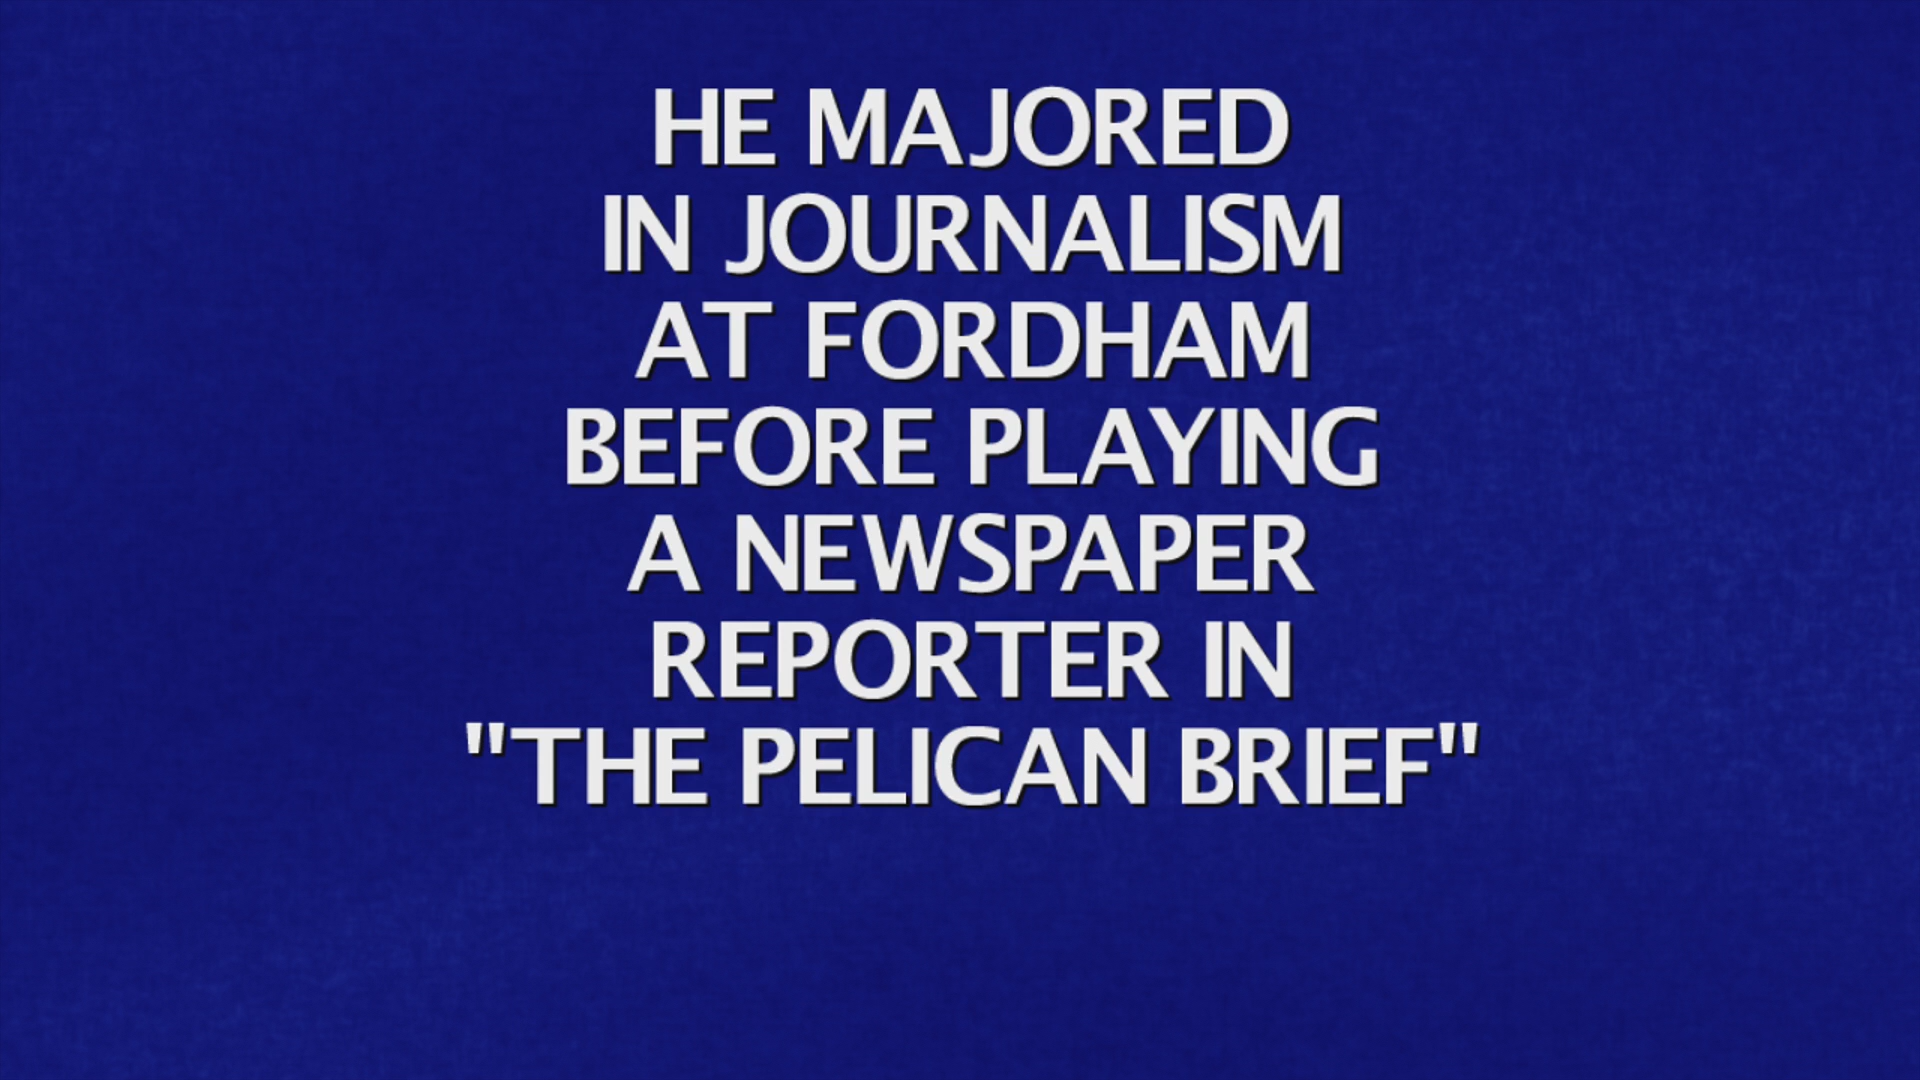 HE MAJORED
IN JOURNALISM
AT FORDHAM
BEFORE PLAYING
A NEWSPAPER
REPORTER IN
"THE PELICAN BRIEF"